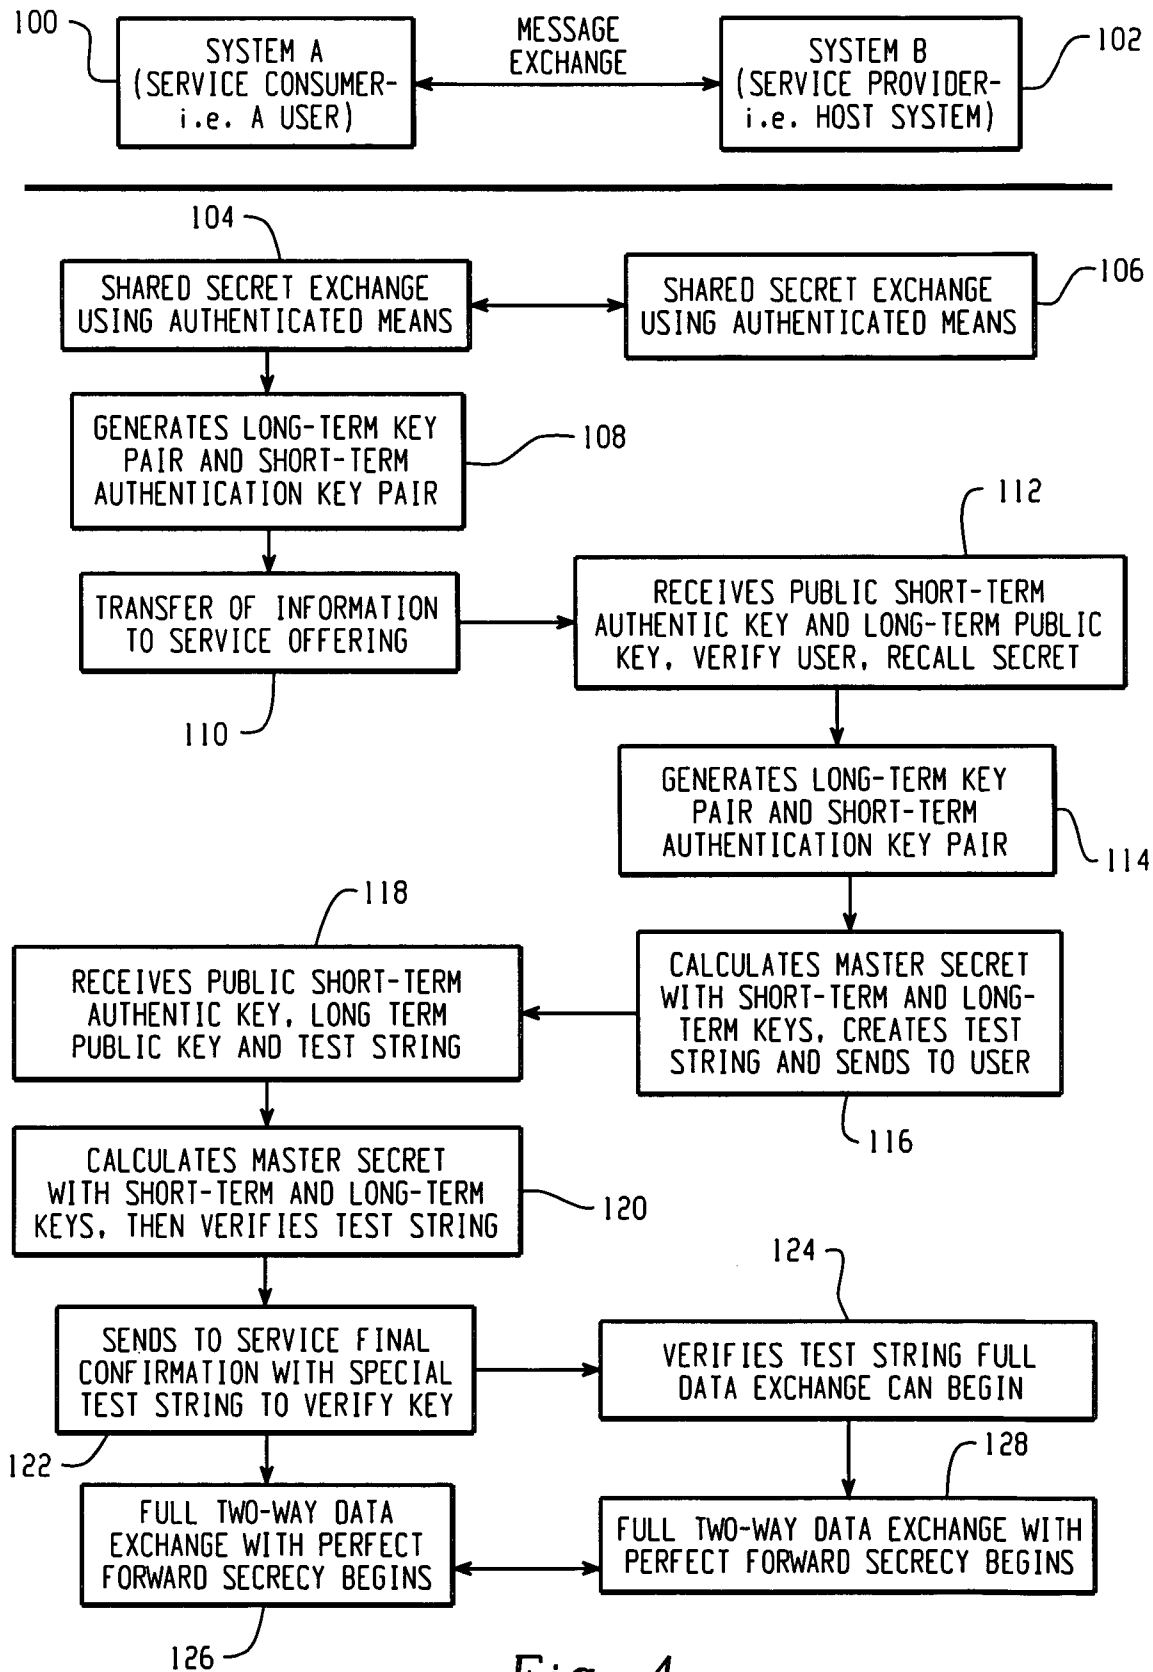 100
SYSTEM A
(SERVICE CONSUMER-
i.e. A USER)
MESSAGE
EXCHANGE
SYSTEM B
(SERVICE PROVIDER-
i.e. HOST SYSTEM)
102
104
SHARED SECRET EXCHANGE
USING AUTHENTICATED MEANS
SHARED SECRET EXCHANGE
USING AUTHENTICATED MEANS
106
GENERATES LONG-TERM KEY
PAIR AND SHORT-TERM
AUTHENTICATION KEY PAIR
108
TRANSFER OF INFORMATION
TO SERVICE OFFERING
110
112
RECEIVES PUBLIC SHORT-TERM
AUTHENTIC KEY AND LONG-TERM PUBLIC
KEY, VERIFY USER, RECALL SECRET
GENERATES LONG-TERM KEY
PAIR AND SHORT-TERM
AUTHENTICATION KEY PAIR
114
CALCULATES MASTER SECRET
WITH SHORT-TERM AND LONG-
TERM KEYS, CREATES TEST
STRING AND SENDS TO USER
116
118
RECEIVES PUBLIC SHORT-TERM
AUTHENTIC KEY, LONG TERM
PUBLIC KEY AND TEST STRING
CALCULATES MASTER SECRET
WITH SHORT-TERM AND LONG-TERM
KEYS, THEN VERIFIES TEST STRING
120
SENDS TO SERVICE FINAL
CONFIRMATION WITH SPECIAL
TEST STRING TO VERIFY KEY
122
124
VERIFIES TEST STRING FULL
DATA EXCHANGE CAN BEGIN
FULL TWO-WAY DATA
EXCHANGE WITH PERFECT
FORWARD SECRECY BEGINS
126
128
FULL TWO-WAY DATA EXCHANGE WITH
PERFECT FORWARD SECRECY BEGINS